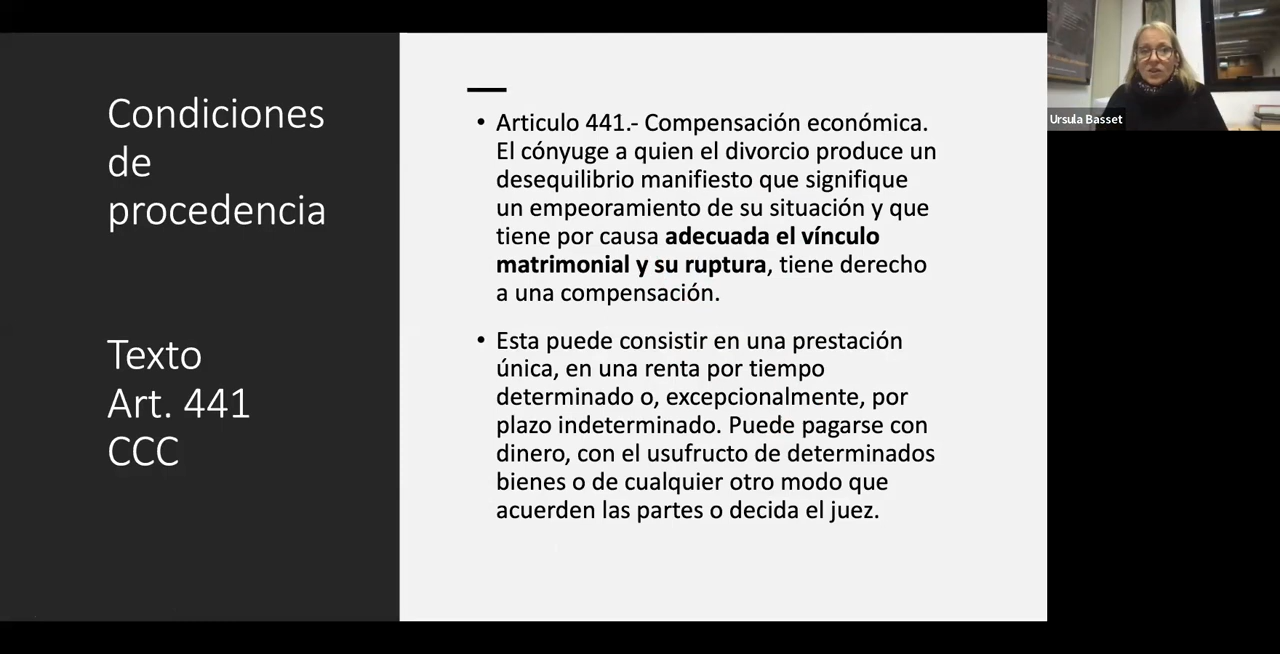 Condiciones
de
procedencia
Texto
Art. 441
CCC
• Articulo 441.- Compensación económica.
El cónyuge a quien el divorcio produce un
desequilibrio manifiesto que signifique
un empeoramiento de su situación y que
tiene por causa adecuada el vínculo
matrimonial y su ruptura, tiene derecho
a una compensación.
• Esta puede consistir en una prestación
única, en una renta por tiempo
determinado o, excepcionalmente, por
plazo indeterminado. Puede pagarse con
dinero, con el usufructo de determinados
bienes o de cualquier otro modo que
acuerden las partes o decida el juez.
Ursula Basset